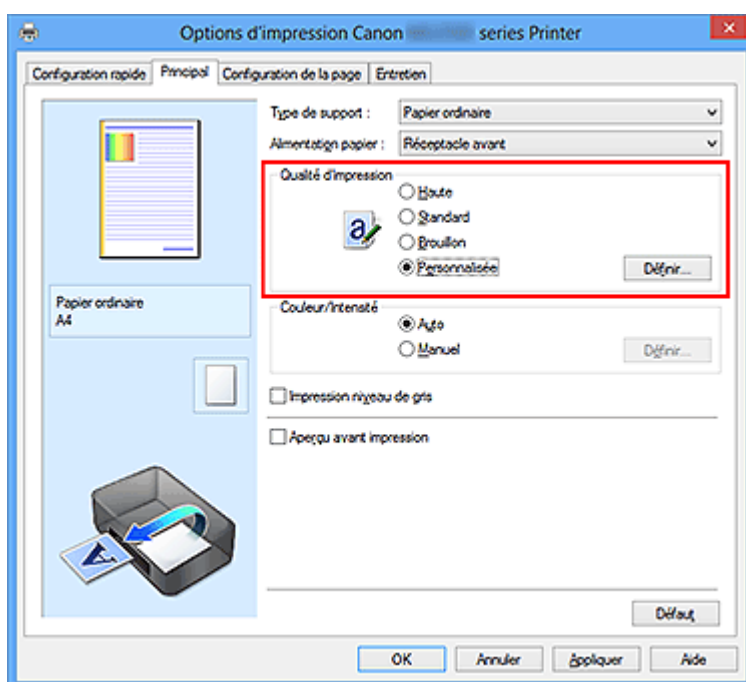 Options d'impression Canon series Printer
Configuration rapide Principal Configuration de la page Entretien
Type de support : Papier ordinaire
Alimentation papier : Réceptacle avant
Qualité d'impression
Haute
Standard
Brouillon
Personnalisée Définir...
Papier ordinaire
A4
Couleur/Intensité
Auto
Manuel Définir...
Impression niveau de gris
Aperçu avant impression
Défaut
OK Annuler Appliquer Aide